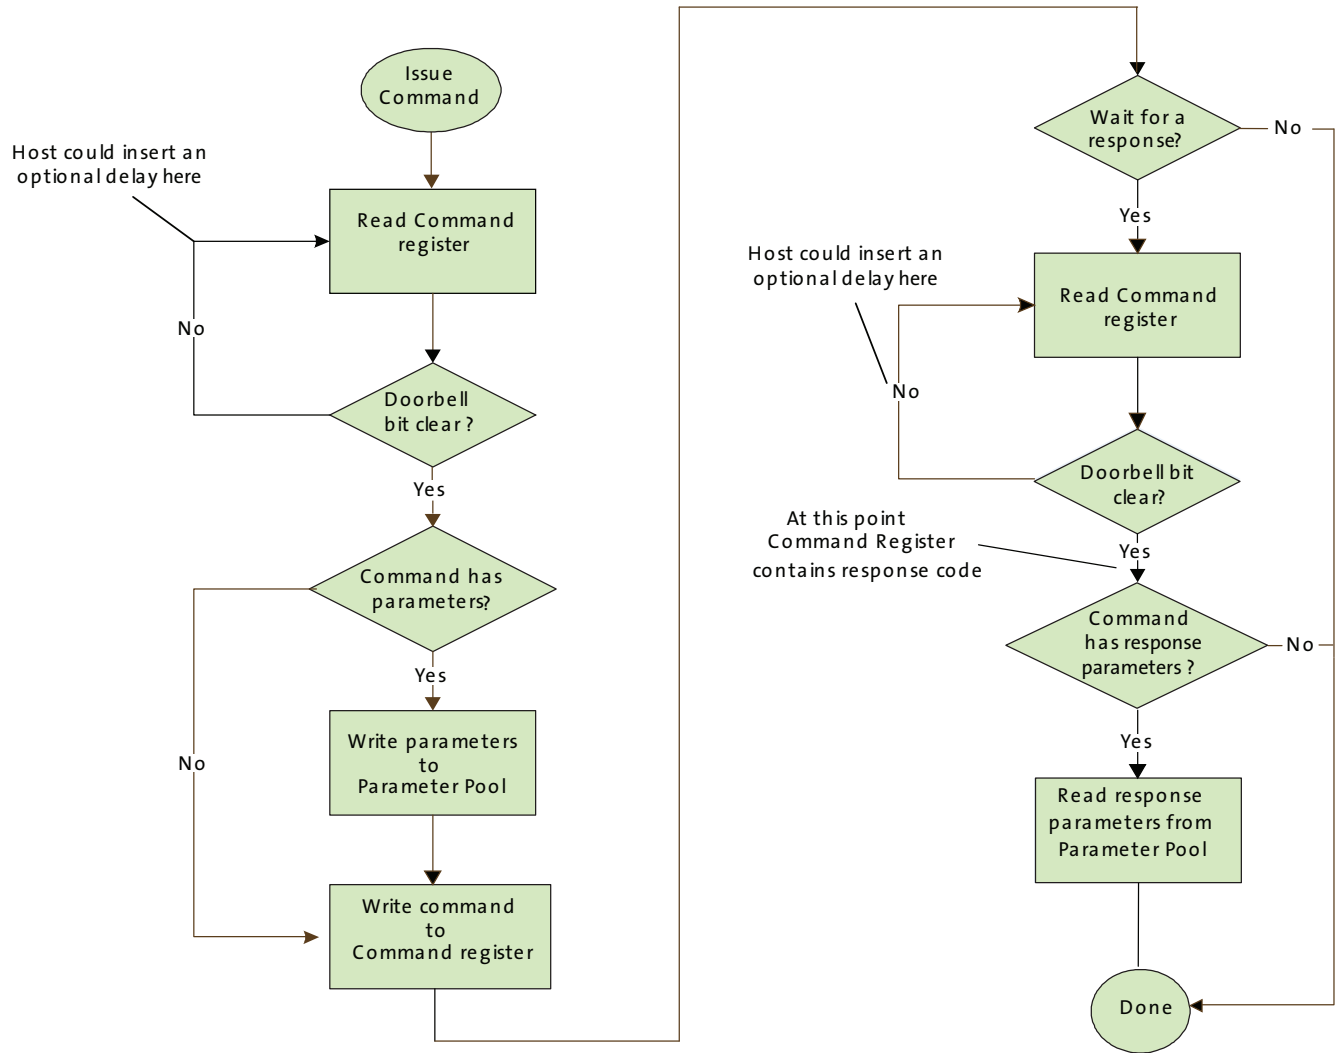 Issue
Command
Host could insert an
optional delay here
Read Command
register
No
Doorbell
bit clear ?
Yes
Command has
parameters?
Yes
Write parameters
to
Parameter Pool
No
Write command
to
Command register
Wait for a
response?
No
Yes
Host could insert an
optional delay here
Read Command
register
No
Doorbell bit
clear?
At this point
Command Register
contains response code
Yes
Command
has response
parameters ?
No
Yes
Read response
parameters from
Parameter Pool
Done